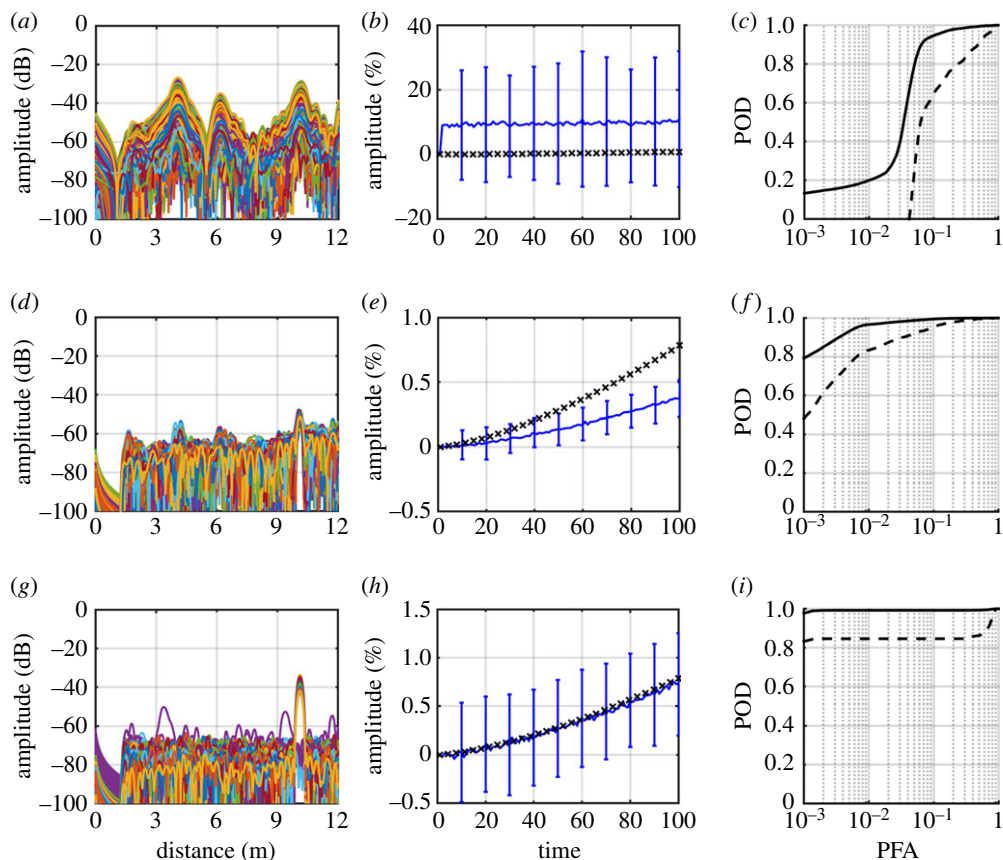 (a) (b) (c)
amplitude (dB) 0 −20 −40 −60 −80 −100
0 3 6 9 12
amplitude (%) 40 20 10 0 −20
0 20 40 60 80 100
POD 1.0 0.8 0.6 0.4 0.2 0
10−3 10−2 10−1 1
(d) (e) (f)
amplitude (dB) 0 −20 −40 −60 −80 −100
0 3 6 9 12
amplitude (%) 1.0 0.5 0 −0.5
0 20 40 60 80 100
POD 1.0 0.8 0.6 0.4 0.2 0
10−3 10−2 10−1 1
(g) (h) (i)
amplitude (dB) 0 −20 −40 −60 −80 −100
0 3 6 9 12
distance (m)
amplitude (%) 1.5 1.0 0.5 0 −0.5
0 20 40 60 80 100
time
POD 1.0 0.8 0.6 0.4 0.2 0
10−3 10−2 10−1 1
PFA